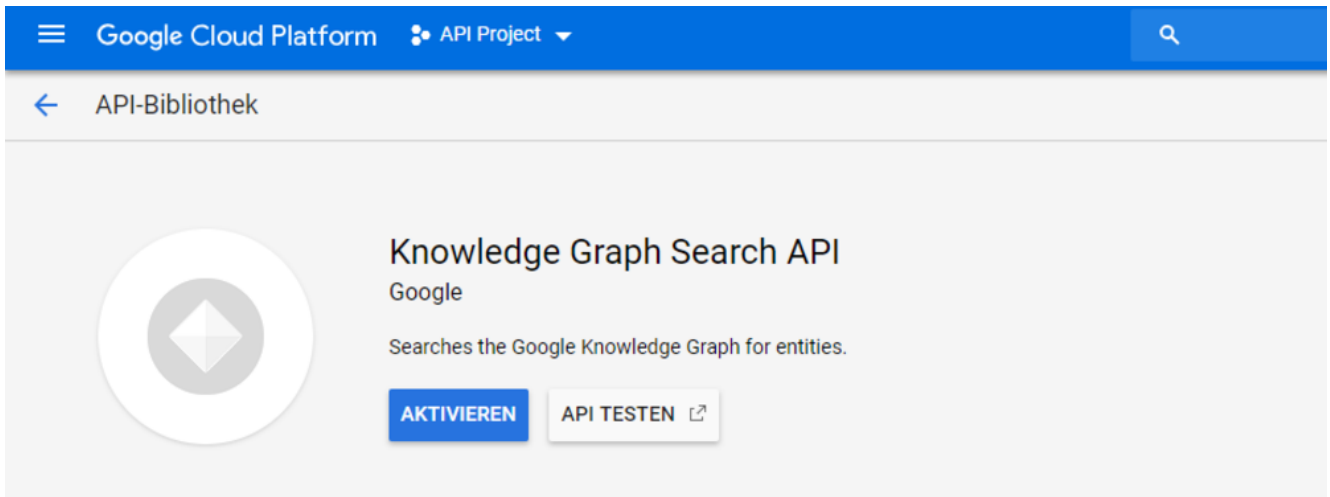 Google Cloud Platform API Project
API-Bibliothek
Knowledge Graph Search API
Google
Searches the Google Knowledge Graph for entities.
AKTIVIEREN API TESTEN